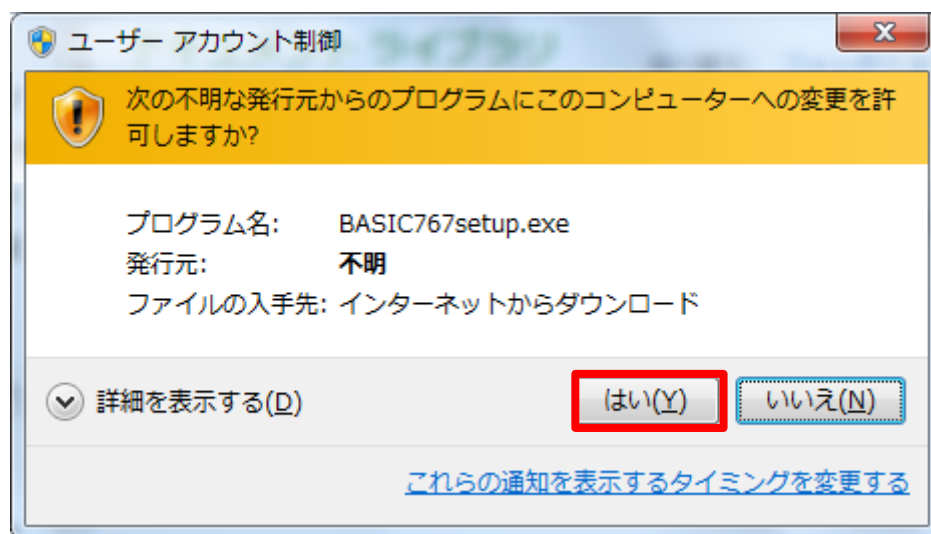 ユーザー アカウント制御
次の不明な発行元からのプログラムにこのコンピューターへの変更を許
可しますか?
プログラム名: BASIC767setup.exe
発行元: 不明
ファイルの入手先: インターネットからダウンロード
詳細を表示する(D) はい(Y) いいえ(N)
これらの通知を表示するタイミングを変更する